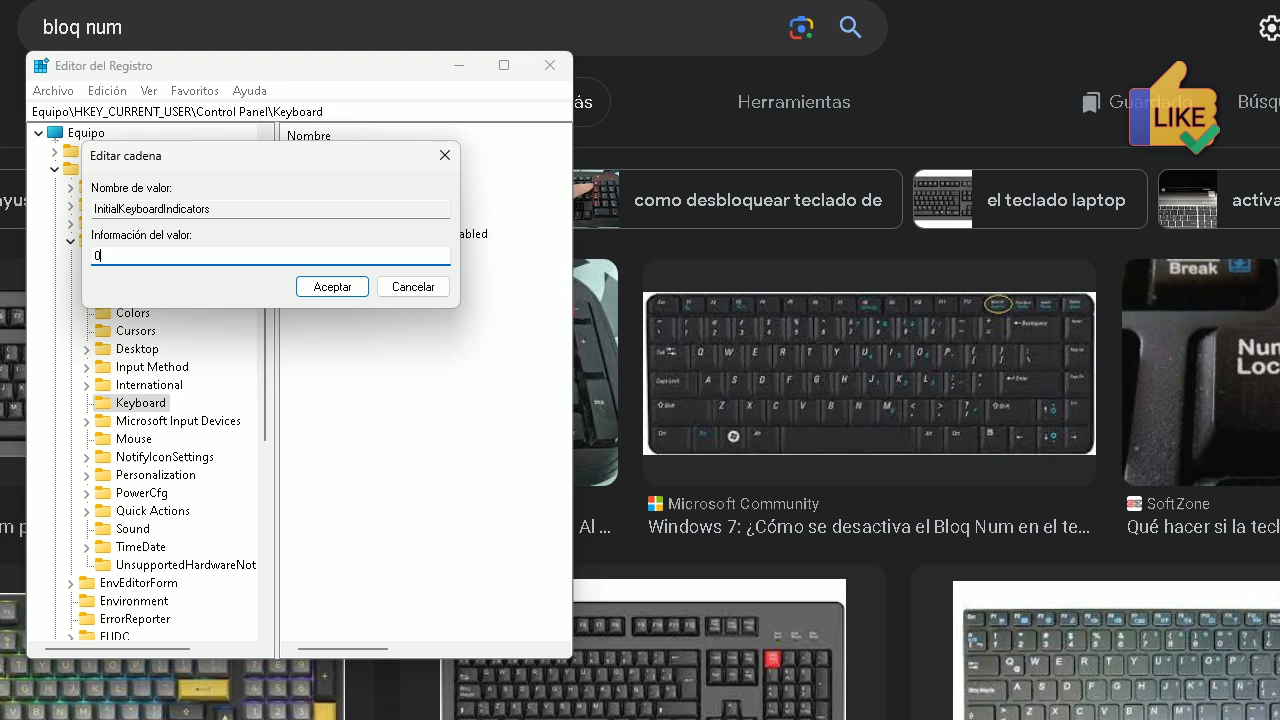 bloq num
Editor del Registro
Archivo Edición Ver Favoritos Ayuda
Equipo\HKEY_CURRENT_USER\Control Panel\Keyboard
Equipo
Nombre
Editar cadena
Nombre de valor:
InitialKeyboardIndicators
Información del valor:
0
Aceptar Cancelar
abled
Colors
Cursors
Desktop
Input Method
International
Keyboard
Microsoft Input Devices
Mouse
NotifyIconSettings
Personalization
PowerCfg
Quick Actions
Sound
TimeDate
UnsupportedHardwareNot
EnvEditorForm
Environment
ErrorReporter
EUDC
ás
Herramientas
Guardado
Búsq
LIKE
como desbloquear teclado de
el teclado laptop
activa
Break
Num
Loc
Microsoft Community
Windows 7: ¿Cómo se desactiva el Bloq Num en el te...
SoftZone
Qué hacer si la tecl
Al ...